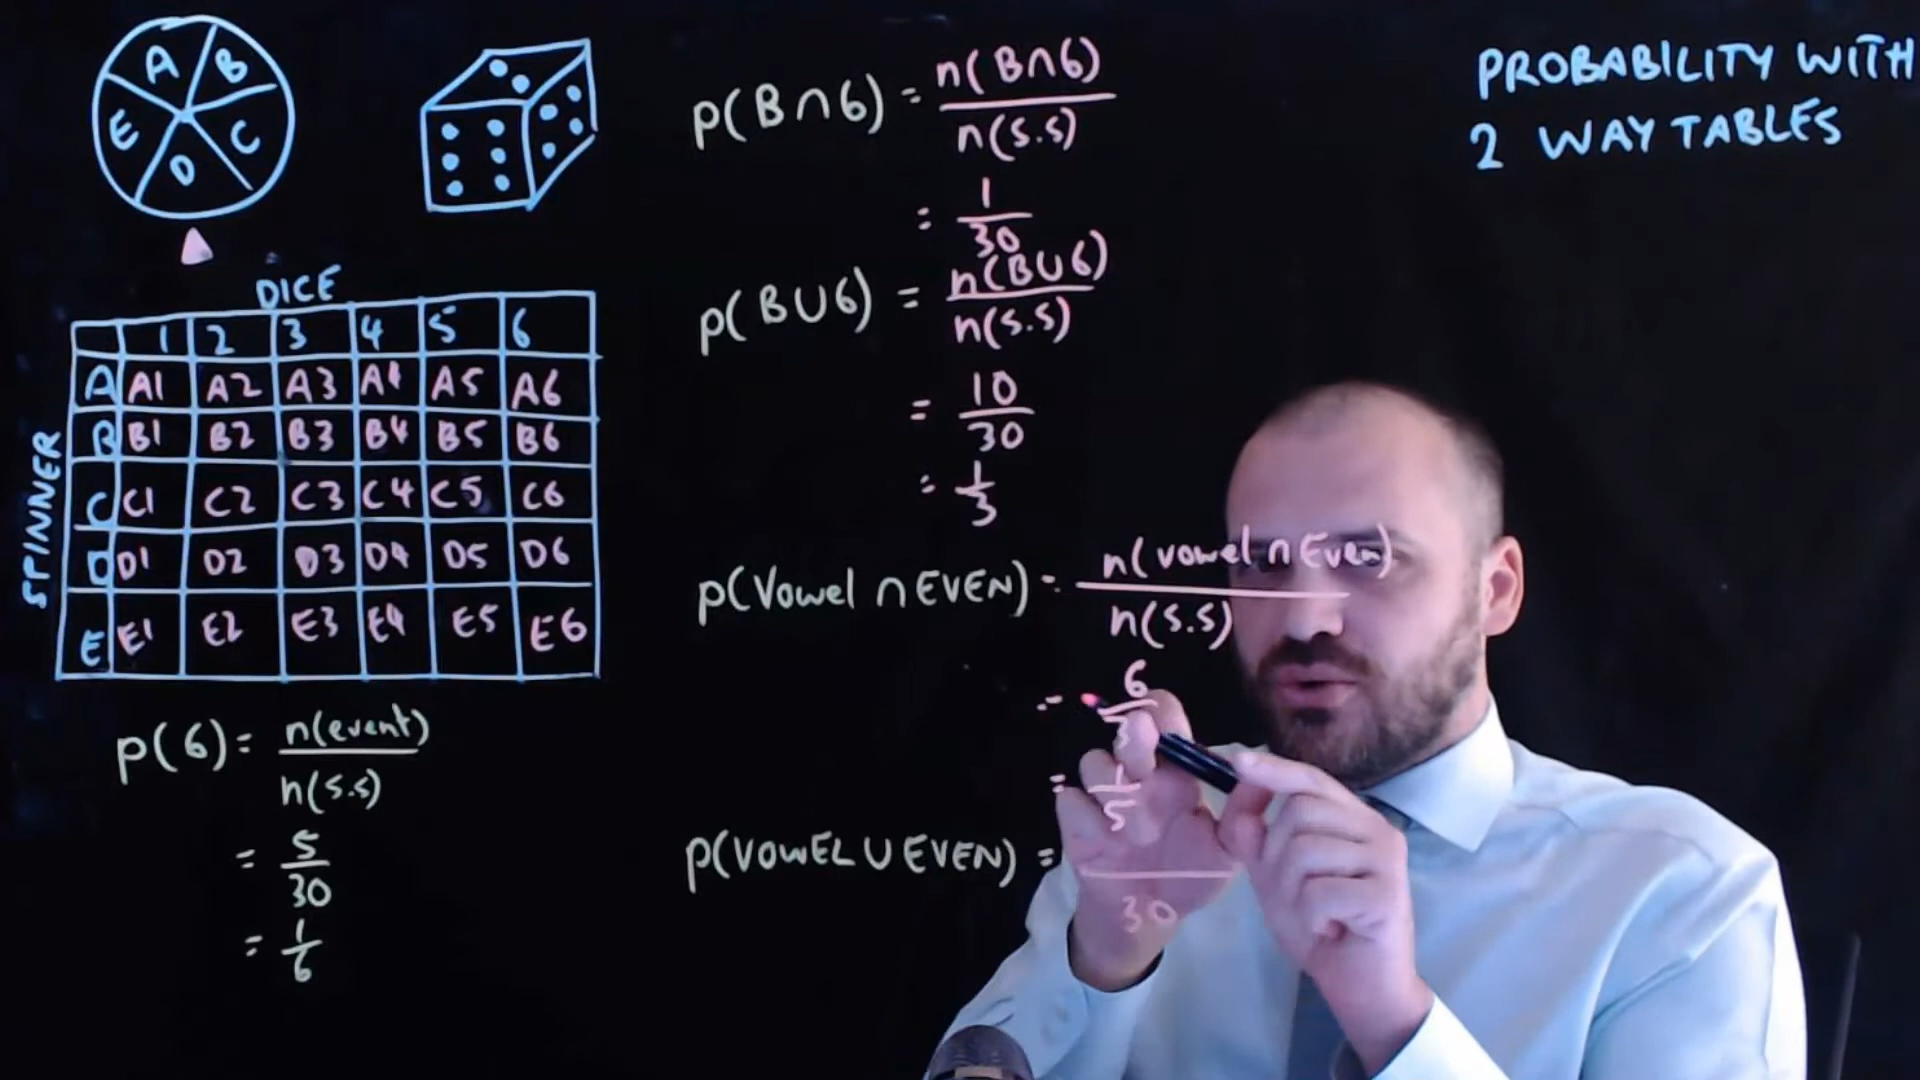 A B C D E
PROBABILITY WITH
2 WAY TABLES
DICE
SPINNER
1 2 3 4 5 6
A A1 A2 A3 A4 A5 A6
B B1 B2 B3 B4 B5 B6
C C1 C2 C3 C4 C5 C6
D D1 D2 D3 D4 D5 D6
E E1 E2 E3 E4 E5 E6
p(6) = n(event)
n(s.s)
= 5
30
= 1
6
p(B∩6) = n(B∩6)
n(s.s)
= 1
30
p(B∪6) = n(B∪6)
n(s.s)
= 10
30
= 1
3
p(Vowel ∩ EVEN) = n(vowel ∩ Even)
n(s.s)
= 6
3
= 1
5
p(VOWEL ∪ EVEN) =
30